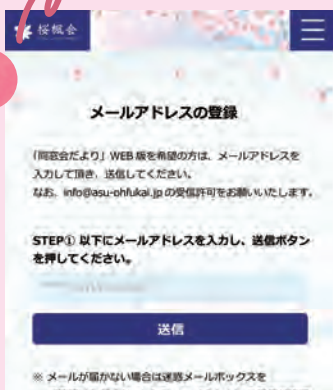 桜楓会
メールアドレスの登録
「同窓会だより」WEB版を希望の方は、メールアドレスを
入力して頂き、送信してください。
なお、info@asu-ohfukai.jpの受信許可をお願いいたします。
STEP① 以下にメールアドレスを入力し、送信ボタン
を押してください。
送信
※ メールが届かない場合は迷惑メールボックスを